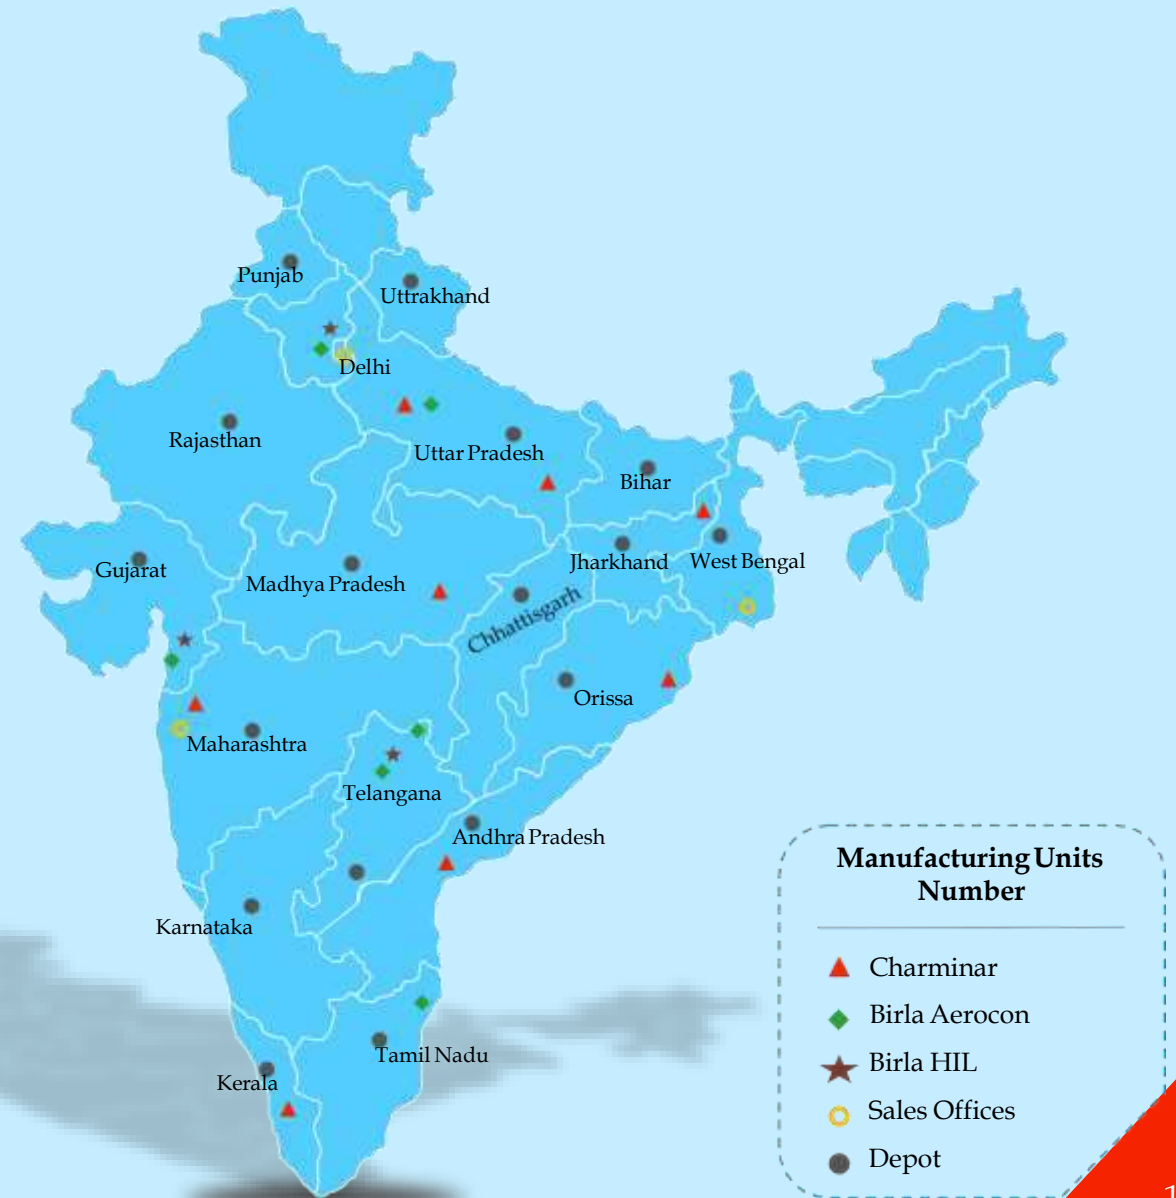 Punjab
Uttrakhand
Delhi
Rajasthan
Uttar Pradesh
Bihar
Gujarat
Madhya Pradesh
Jharkhand
West Bengal
Chhattisgarh
Orissa
Maharashtra
Telangana
Andhra Pradesh
Karnataka
Tamil Nadu
Kerala
Manufacturing Units
Number
Charminar
Birla Aerocon
Birla HIL
Sales Offices
Depot